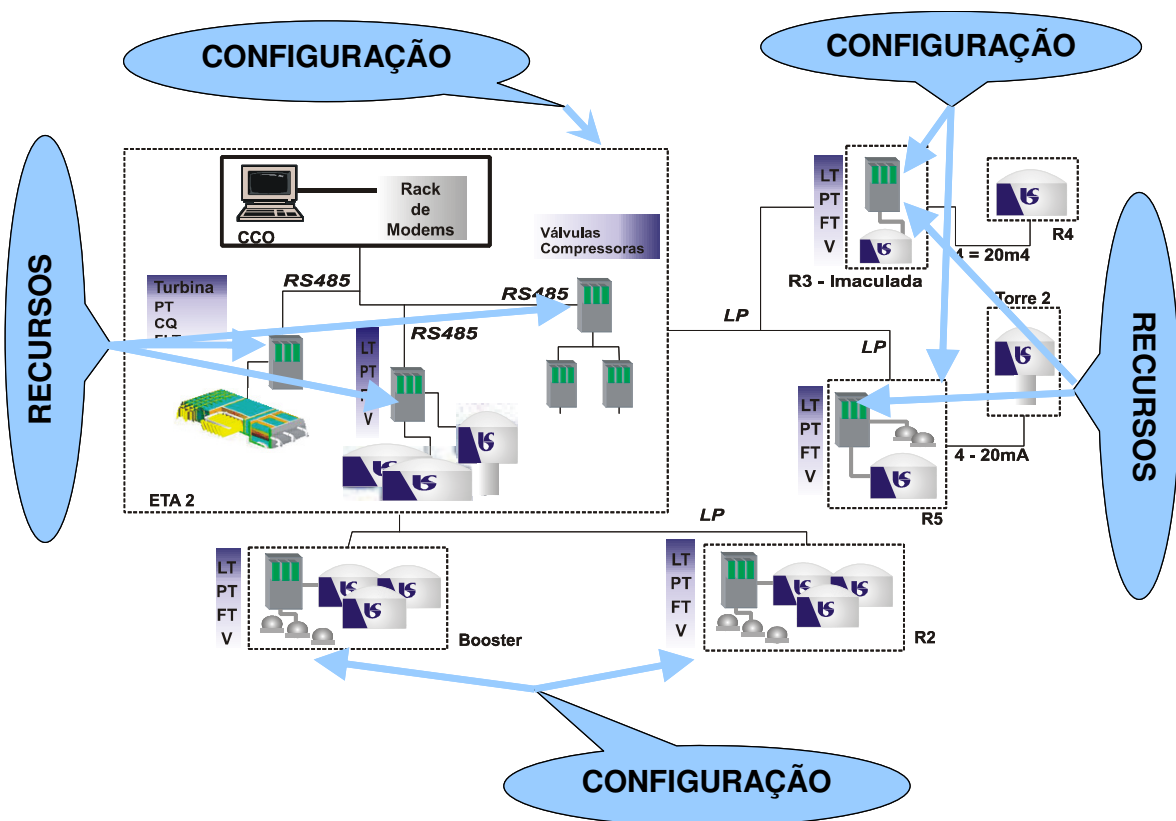 CONFIGURAÇÃO
CONFIGURAÇÃO
RECURSOS
RECURSOS
Rack
de
Modems
CCO
Válvulas
Compressoras
RS485
RS485
RS485
Turbina
PT
CQ
LT
PT
V
ETA 2
LP
LP
LP
LT
PT
FT
V
R3 - Imaculada
4 = 20m4
R4
Torre 2
LT
PT
FT
V
4 - 20mA
R5
LT
PT
FT
V
Booster
LT
PT
FT
V
R2
CONFIGURAÇÃO